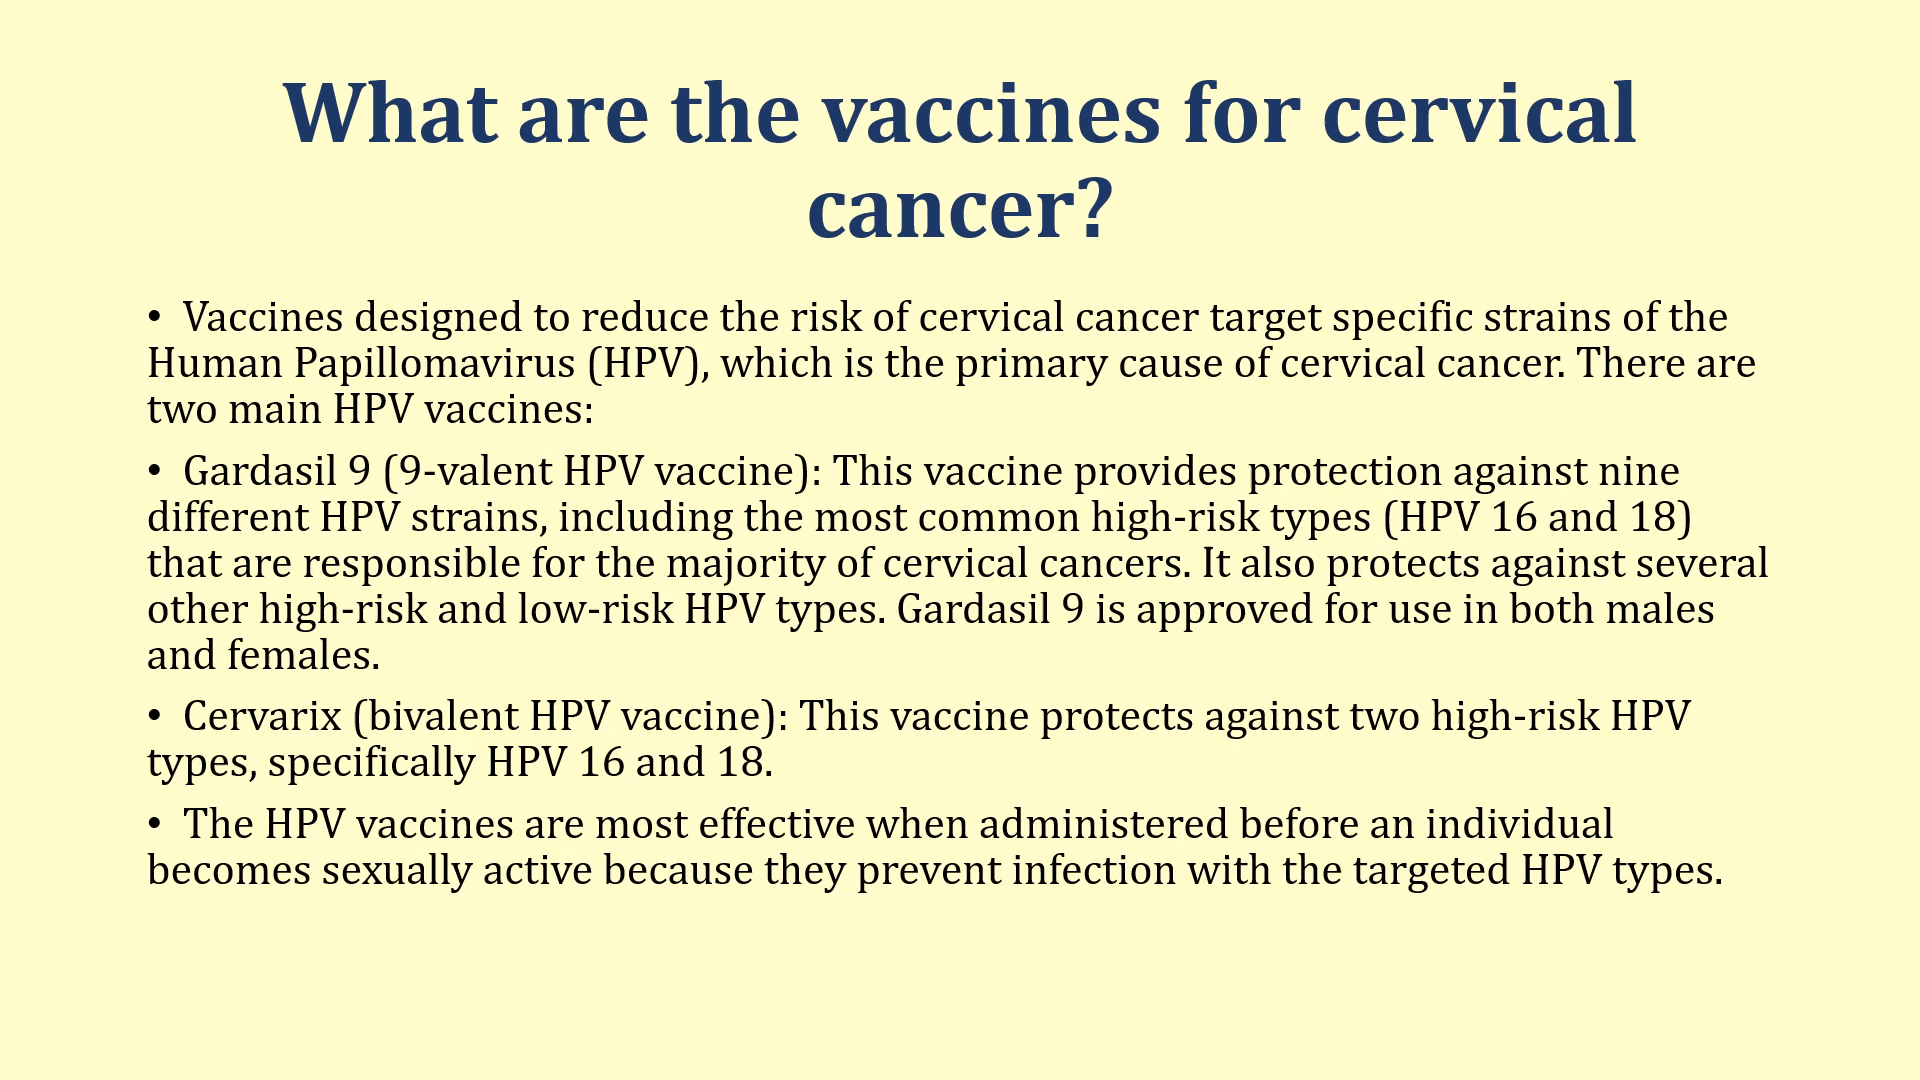 What are the vaccines for cervical
cancer?
• Vaccines designed to reduce the risk of cervical cancer target specific strains of the
Human Papillomavirus (HPV), which is the primary cause of cervical cancer. There are
two main HPV vaccines:
• Gardasil 9 (9-valent HPV vaccine): This vaccine provides protection against nine
different HPV strains, including the most common high-risk types (HPV 16 and 18)
that are responsible for the majority of cervical cancers. It also protects against several
other high-risk and low-risk HPV types. Gardasil 9 is approved for use in both males
and females.
• Cervarix (bivalent HPV vaccine): This vaccine protects against two high-risk HPV
types, specifically HPV 16 and 18.
• The HPV vaccines are most effective when administered before an individual
becomes sexually active because they prevent infection with the targeted HPV types.